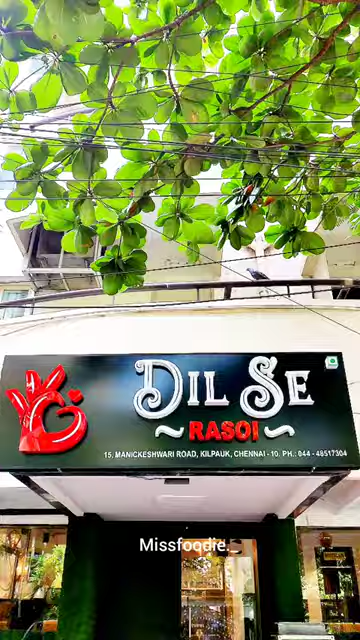 DIL SE
RASOI
15, MANICKESHWARI ROAD, KILPAUK, CHENNAI - 10. PH.: 044 - 48517304
Missfoodie._